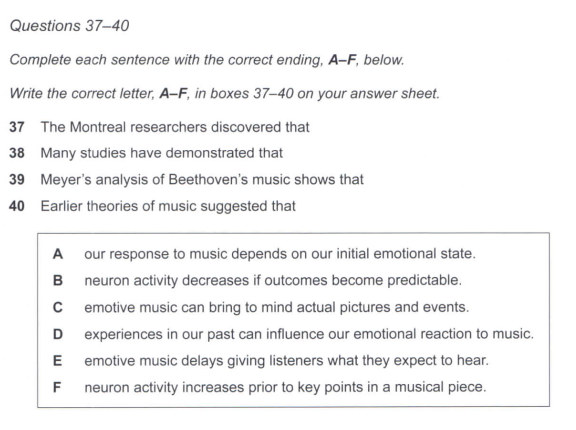 Questions 37–40
Complete each sentence with the correct ending, A–F, below.
Write the correct letter, A–F, in boxes 37–40 on your answer sheet.
37 The Montreal researchers discovered that
38 Many studies have demonstrated that
39 Meyer's analysis of Beethoven's music shows that
40 Earlier theories of music suggested that
A our response to music depends on our initial emotional state.
B neuron activity decreases if outcomes become predictable.
C emotive music can bring to mind actual pictures and events.
D experiences in our past can influence our emotional reaction to music.
E emotive music delays giving listeners what they expect to hear.
F neuron activity increases prior to key points in a musical piece.